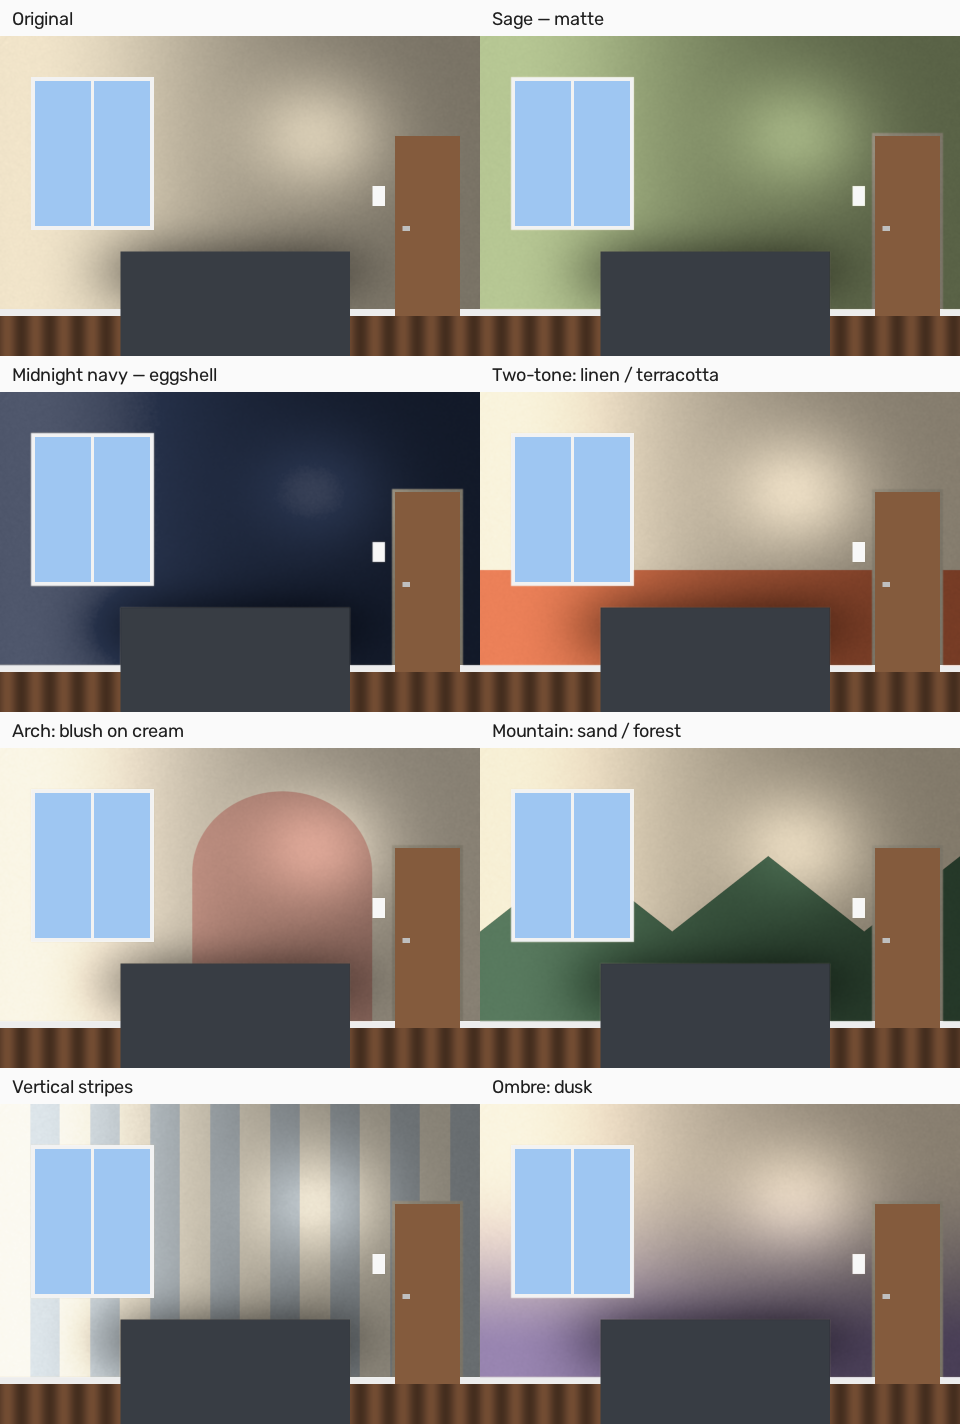 Original
Sage — matte
Midnight navy — eggshell
Two-tone: linen / terracotta
Arch: blush on cream
Mountain: sand / forest
Vertical stripes
Ombre: dusk